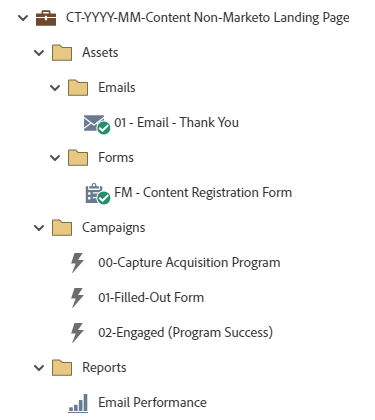 CT-YYYY-MM-Content Non-Marketo Landing Page
Assets
Emails
01 - Email - Thank You
Forms
FM - Content Registration Form
Campaigns
00-Capture Acquisition Program
01-Filled-Out Form
02-Engaged (Program Success)
Reports
Email Performance